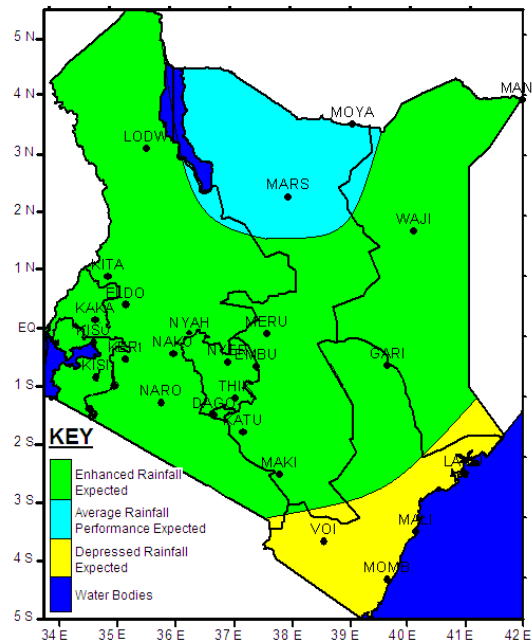 5 N
4 N
3 N
2 N
1 N
EQ
1 S
2 S
3 S
4 S
5 S
MAN
MOYA
LODW
MARS
WAJI
KITA
ELDO
KAKA
NYAH
MERU
KISU
NAKU
NYER
EMBU
KERI
GARI
KISI
THIK
NARO
DAGO
KATU
MAKI
LA
VOI
MALI
MOMB
KEY
Enhanced Rainfall
Expected
Average Rainfall
Performance Expected
Depressed Rainfall
Expected
Water Bodies
34 E
35 E
36 E
37 E
38 E
39 E
40 E
41 E
42 E